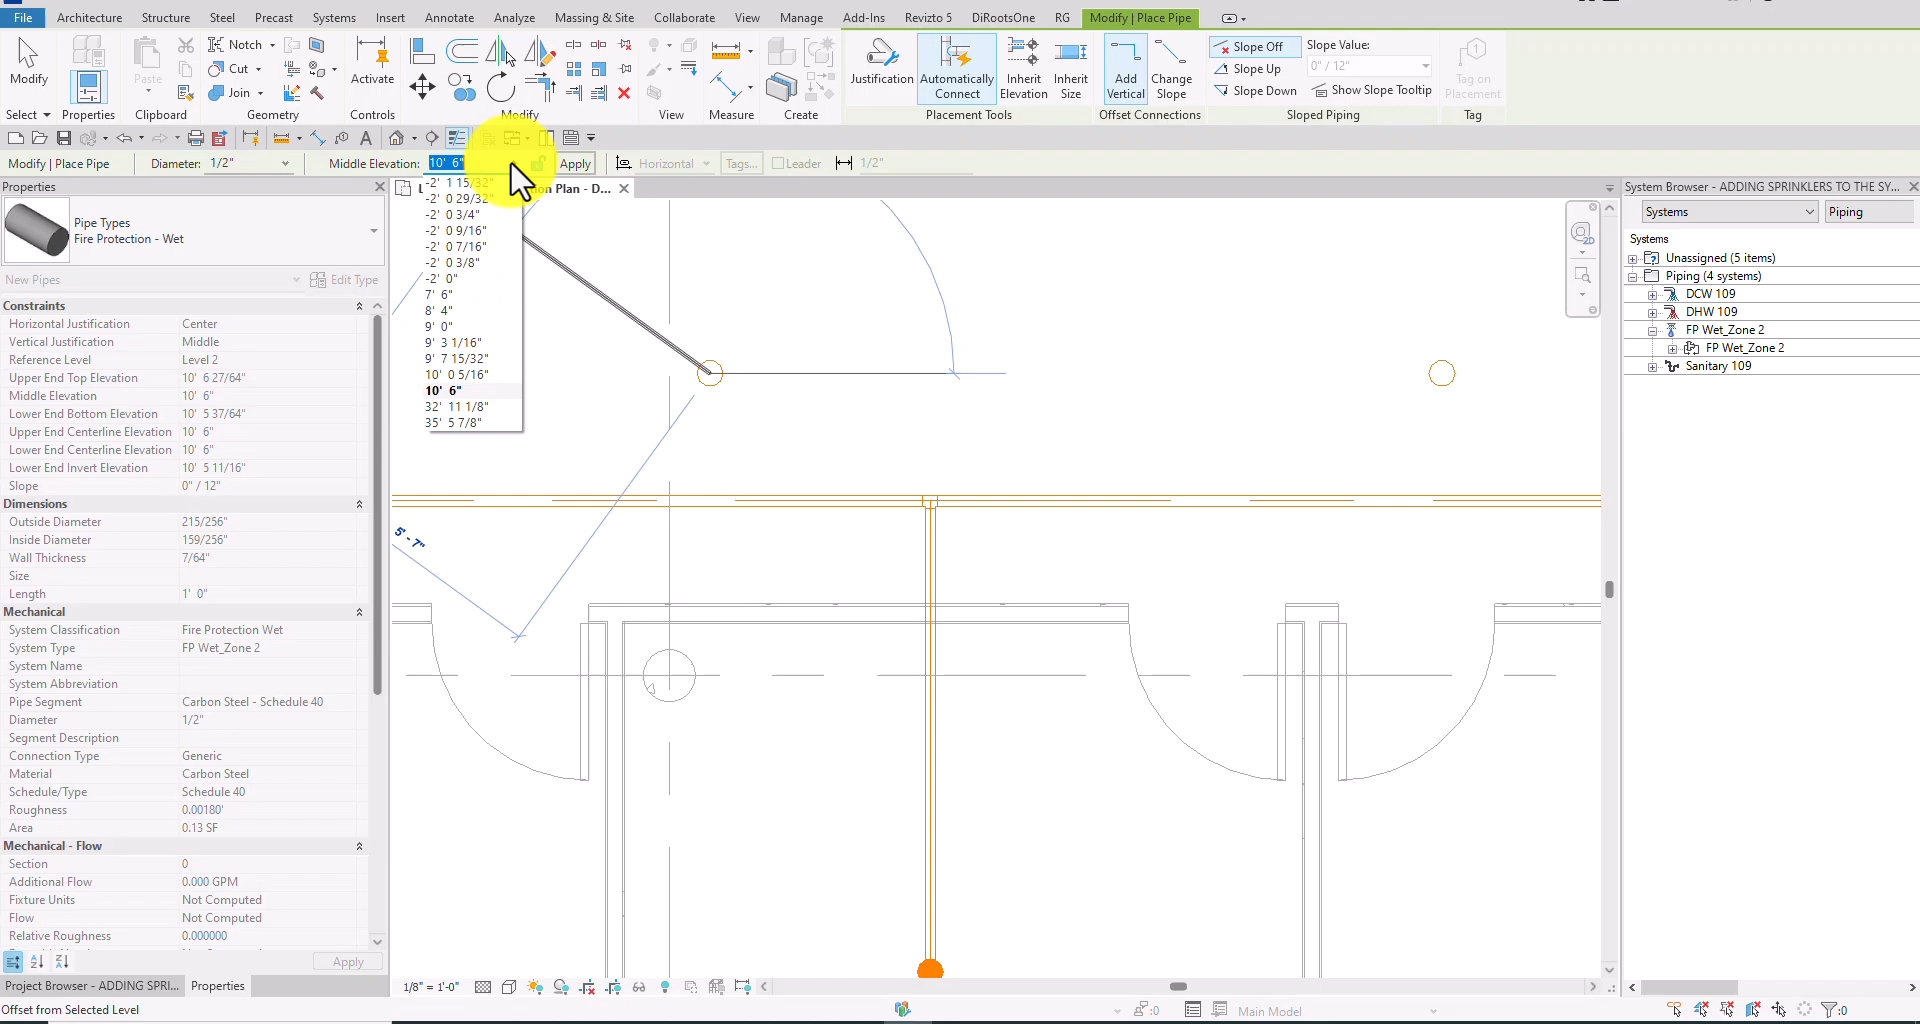 File Architecture Structure Steel Precast Systems Insert Annotate Analyze Massing & Site Collaborate View Manage Add-Ins Revizto 5 DiRootsOne RG Modify | Place Pipe
Modify
Paste
Notch
Cut
Join
Activate
Justification
Automatically Connect
Inherit Elevation
Inherit Size
Add Vertical
Change Slope
Slope Off
Slope Up
Slope Down
Slope Value:
0" / 12"
Show Slope Tooltip
Tag on Placement
Select Properties Clipboard Geometry Controls Modify View Measure Create Placement Tools Offset Connections Sloped Piping Tag
Modify | Place Pipe Diameter: 1/2" Middle Elevation: 10' 6" Apply Horizontal Tags... Leader 1/2"
Properties
Pipe Types
Fire Protection - Wet
New Pipes Edit Type
Constraints
Horizontal Justification Center
Vertical Justification Middle
Reference Level Level 2
Upper End Top Elevation 10' 6 27/64"
Middle Elevation 10' 6"
Lower End Bottom Elevation 10' 5 37/64"
Upper End Centerline Elevation 10' 6"
Lower End Centerline Elevation 10' 6"
Lower End Invert Elevation 10' 5 11/16"
Slope 0" / 12"
Dimensions
Outside Diameter 215/256"
Inside Diameter 159/256"
Wall Thickness 7/64"
Size
Length 1' 0"
Mechanical
System Classification Fire Protection Wet
System Type FP Wet_Zone 2
System Name
System Abbreviation
Pipe Segment Carbon Steel - Schedule 40
Diameter 1/2"
Segment Description
Connection Type Generic
Material Carbon Steel
Schedule/Type Schedule 40
Roughness 0.00180'
Area 0.13 SF
Mechanical - Flow
Section 0
Additional Flow 0.000 GPM
Fixture Units Not Computed
Flow Not Computed
Relative Roughness 0.000000
Apply
Project Browser - ADDING SPRI... Properties
Offset from Selected Level
-2' 1 15/32"
-2' 0 29/32"
-2' 0 3/4"
-2' 0 9/16"
-2' 0 7/16"
-2' 0 3/8"
-2' 0"
7' 6"
8' 4"
9' 0"
9' 3 1/16"
9' 7 15/32"
10' 0 5/16"
10' 6"
32' 11 1/8"
35' 5 7/8"
Plan - D...
5' - 7"
2D
1/8" = 1'-0"
:0 Main Model :0
System Browser - ADDING SPRINKLERS TO THE SY...
Systems Piping
Systems
Unassigned (5 items)
Piping (4 systems)
DCW 109
DHW 109
FP Wet_Zone 2
FP Wet_Zone 2
Sanitary 109